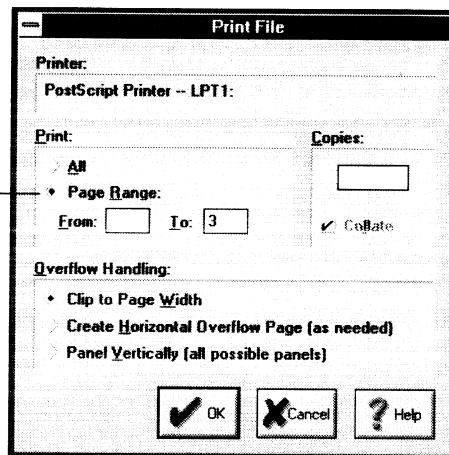 Print File
Printer:
PostScript Printer -- LPT1:
Print:
Copies:
All
Page Range:
From: To: 3
Collate
Overflow Handling:
Clip to Page Width
Create Horizontal Overflow Page (as needed)
Panel Vertically (all possible panels)
OK Cancel Help